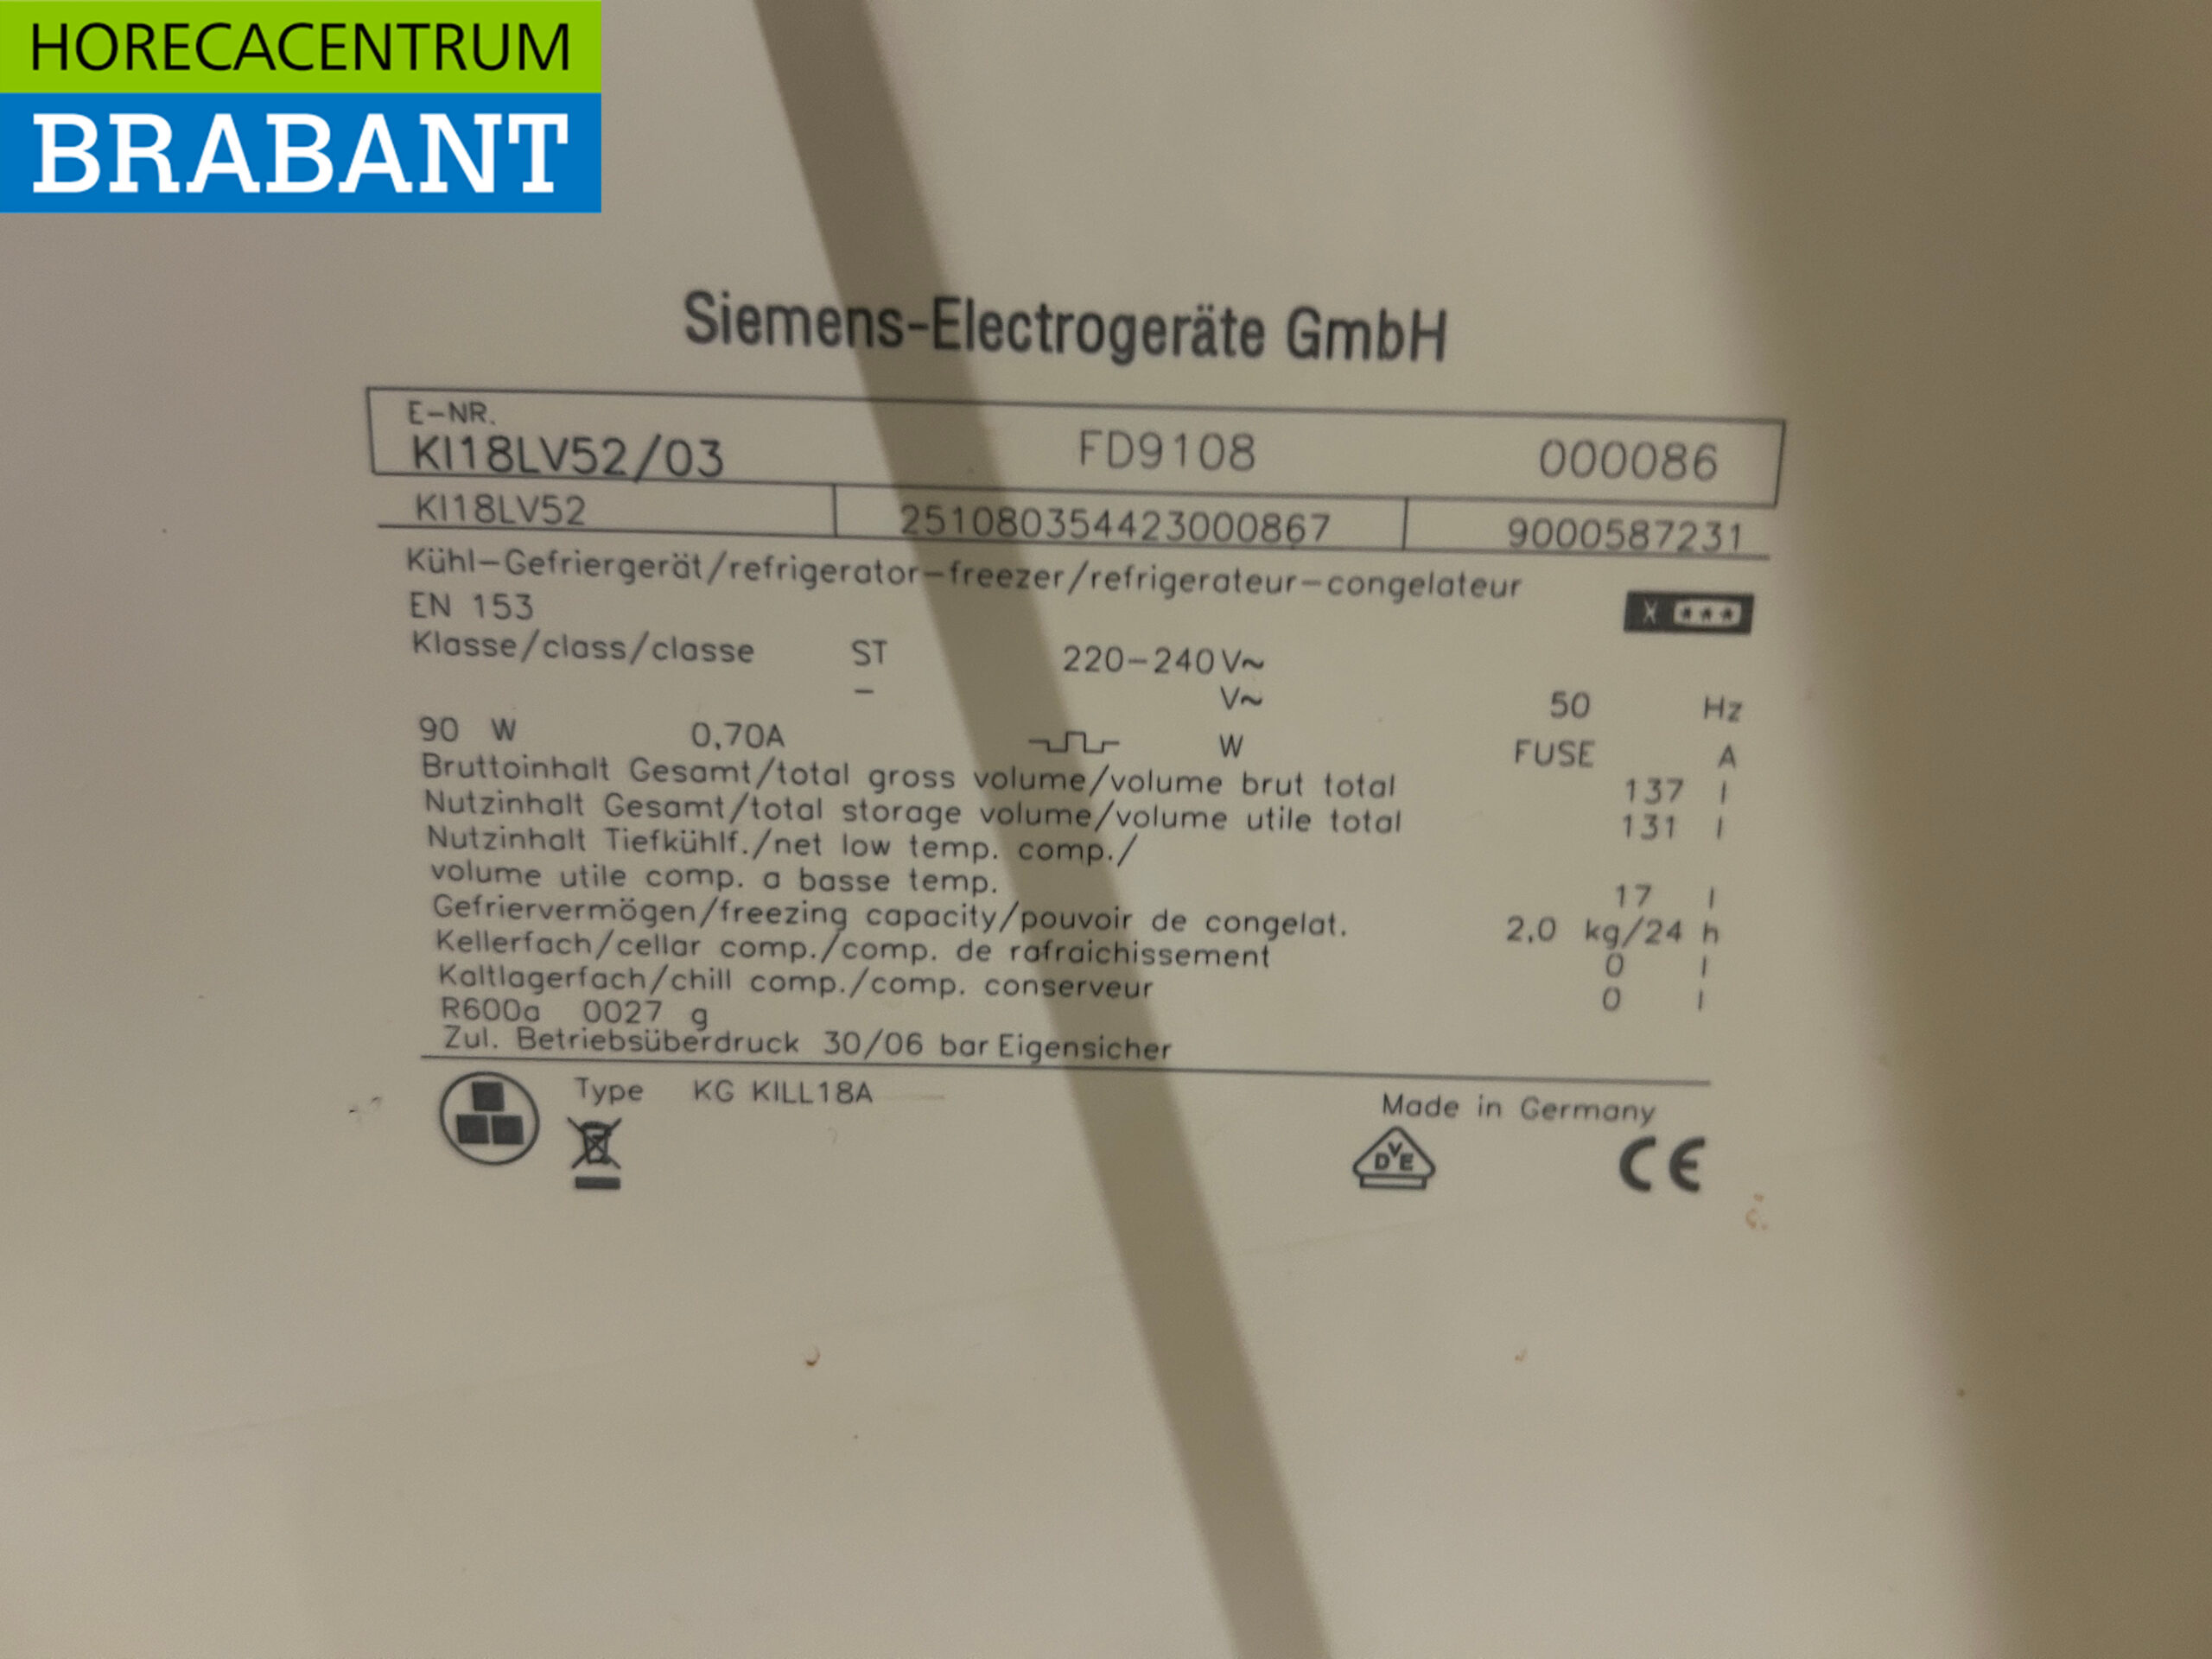 HORECACENTRUM
BRABANT
Siemens-Electrogeräte GmbH
E-NR.
KI18LV52/03 FD9108 000086
KI18LV52 251080354423000867 9000587231
Kühl-Gefriergerät/refrigerator-freezer/refrigerateur-congelateur
EN 153
Klasse/class/classe ST 220-240V~
- V~ 50 Hz
90 W 0,70A W FUSE A
Bruttoinhalt Gesamt/total gross volume/volume brut total 137 l
Nutzinhalt Gesamt/total storage volume/volume utile total 131 l
Nutzinhalt Tiefkühlf./net low temp. comp./
volume utile comp. a basse temp. 17 l
Gefriervermögen/freezing capacity/pouvoir de congelat. 2,0 kg/24 h
Kellerfach/cellar comp./comp. de rafraichissement 0 l
Kaltlagerfach/chill comp./comp. conserveur 0 l
R600a 0027 g
Zul. Betriebsüberdruck 30/06 bar Eigensicher
Type KG KILL18A
Made in Germany
DVE
CE